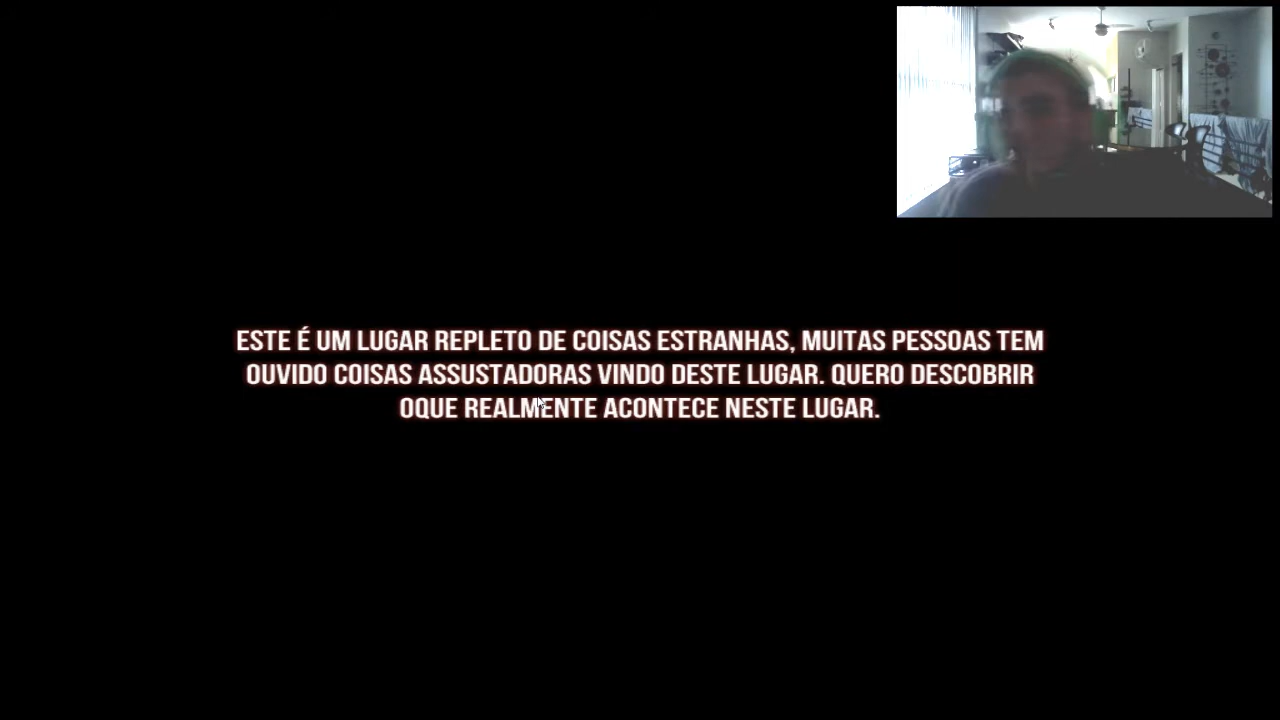 ESTE É UM LUGAR REPLETO DE COISAS ESTRANHAS, MUITAS PESSOAS TEM
OUVIDO COISAS ASSUSTADORAS VINDO DESTE LUGAR. QUERO DESCOBRIR
OQUE REALMENTE ACONTECE NESTE LUGAR.